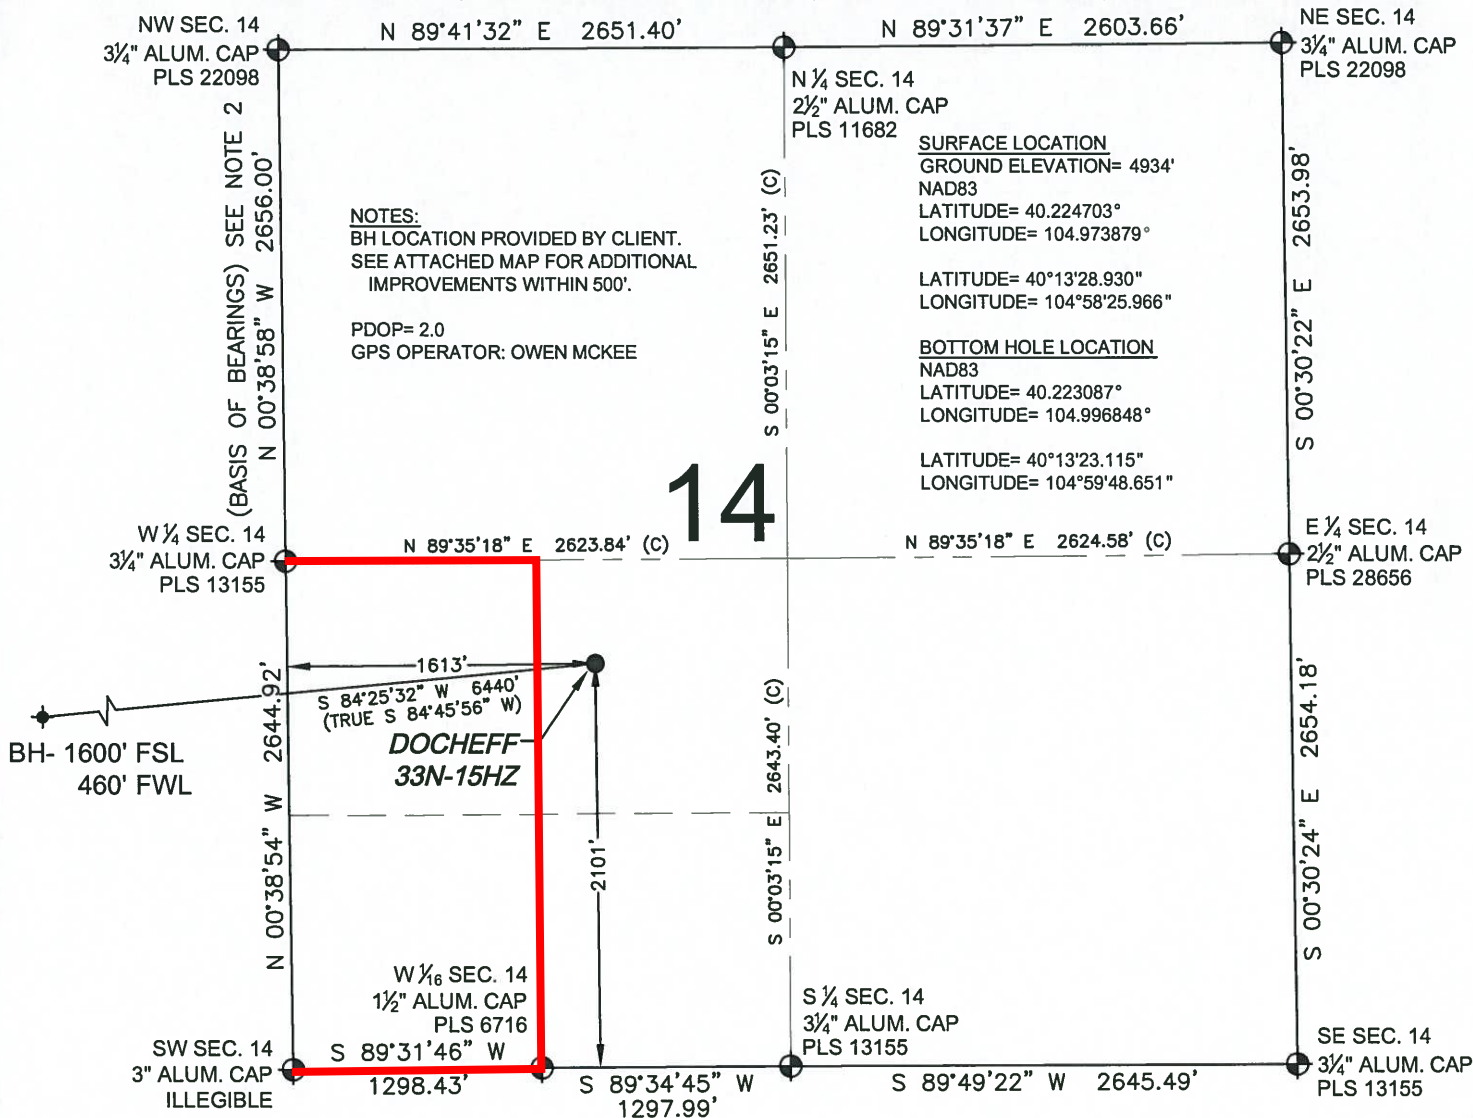 NW SEC. 14
3¼" ALUM. CAP
PLS 22098
N 89°41'32" E 2651.40'
N 89°31'37" E 2603.66'
NE SEC. 14
3¼" ALUM. CAP
PLS 22098
N ¼ SEC. 14
2½" ALUM. CAP
PLS 11682
(BASIS OF BEARINGS) SEE NOTE 2
N 00°38'58" W 2656.00'
NOTES:
BH LOCATION PROVIDED BY CLIENT.
SEE ATTACHED MAP FOR ADDITIONAL
IMPROVEMENTS WITHIN 500'.
PDOP= 2.0
GPS OPERATOR: OWEN MCKEE
S 00°03'15" E 2651.23' (C)
SURFACE LOCATION
GROUND ELEVATION= 4934'
NAD83
LATITUDE= 40.224703°
LONGITUDE= 104.973879°
LATITUDE= 40°13'28.930"
LONGITUDE= 104°58'25.966"
BOTTOM HOLE LOCATION
NAD83
LATITUDE= 40.223087°
LONGITUDE= 104.996848°
LATITUDE= 40°13'23.115"
LONGITUDE= 104°59'48.651"
S 00°30'22" E 2653.98'
14
W ¼ SEC. 14
3¼" ALUM. CAP
PLS 13155
N 89°35'18" E 2623.84' (C)
N 89°35'18" E 2624.58' (C)
E ¼ SEC. 14
2½" ALUM. CAP
PLS 28656
1613'
S 84°25'32" W 6440'
(TRUE S 84°45'56" W)
DOCHEFF
33N-15HZ
BH- 1600' FSL
460' FWL
N 00°38'54" W 2644.92'
2101'
S 00°03'15" E 2643.40' (C)
S 00°30'24" E 2654.18'
W 1⁄16 SEC. 14
1½" ALUM. CAP
PLS 6716
S ¼ SEC. 14
3¼" ALUM. CAP
PLS 13155
SW SEC. 14
3" ALUM. CAP
ILLEGIBLE
S 89°31'46" W
1298.43'
S 89°34'45" W
1297.99'
S 89°49'22" W 2645.49'
SE SEC. 14
3¼" ALUM. CAP
PLS 13155